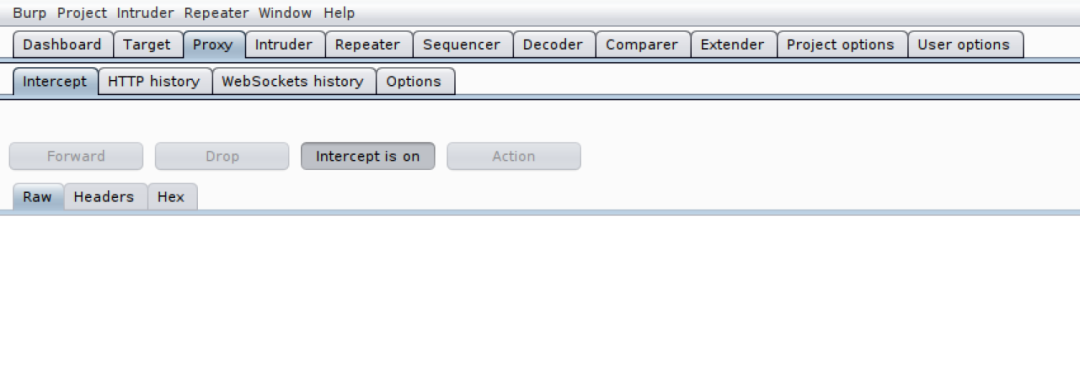 Burp Project Intruder Repeater Window Help
Dashboard Target Proxy Intruder Repeater Sequencer Decoder Comparer Extender Project options User options
Intercept HTTP history WebSockets history Options
Forward Drop Intercept is on Action
Raw Headers Hex